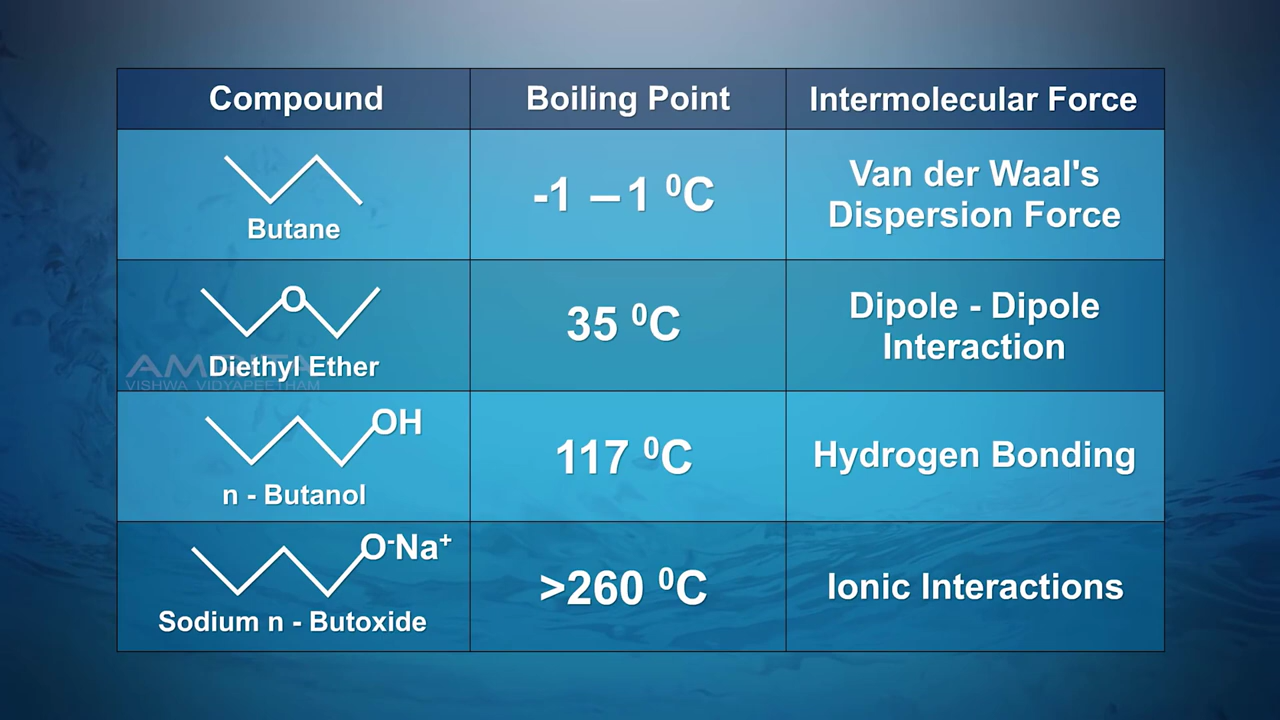 Compound Boiling Point Intermolecular Force
Butane
-1 – 1 ⁰C
Van der Waal's
Dispersion Force
O
Diethyl Ether
35 ⁰C
Dipole - Dipole
Interaction
AMRITA
VISHWA VIDYAPEETHAM
OH
n - Butanol
117 ⁰C
Hydrogen Bonding
O⁻Na⁺
Sodium n - Butoxide
>260 ⁰C
Ionic Interactions